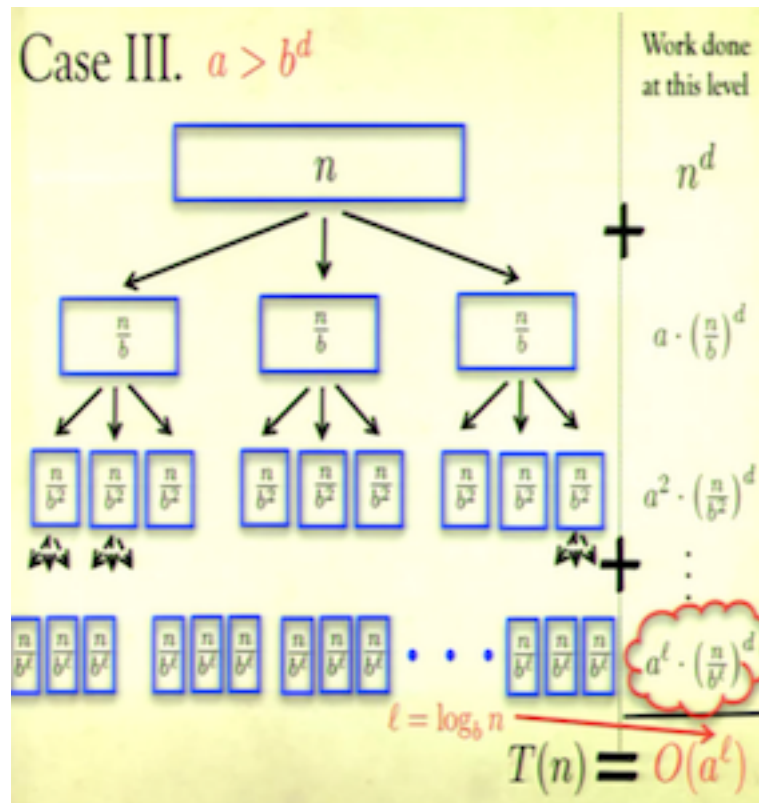 Case III. a > b^d
Work done
at this level
n
n^d
+
n/b n/b n/b
a · (n/b)^d
n/b^2 n/b^2 n/b^2 n/b^2 n/b^2 n/b^2 n/b^2 n/b^2 n/b^2
a^2 · (n/b^2)^d
+
⋮
n/b^ℓ n/b^ℓ n/b^ℓ n/b^ℓ n/b^ℓ n/b^ℓ n/b^ℓ n/b^ℓ n/b^ℓ • • • n/b^ℓ n/b^ℓ n/b^ℓ
a^ℓ · (n/b^ℓ)^d
ℓ = log_b n
T(n) = O(a^ℓ)